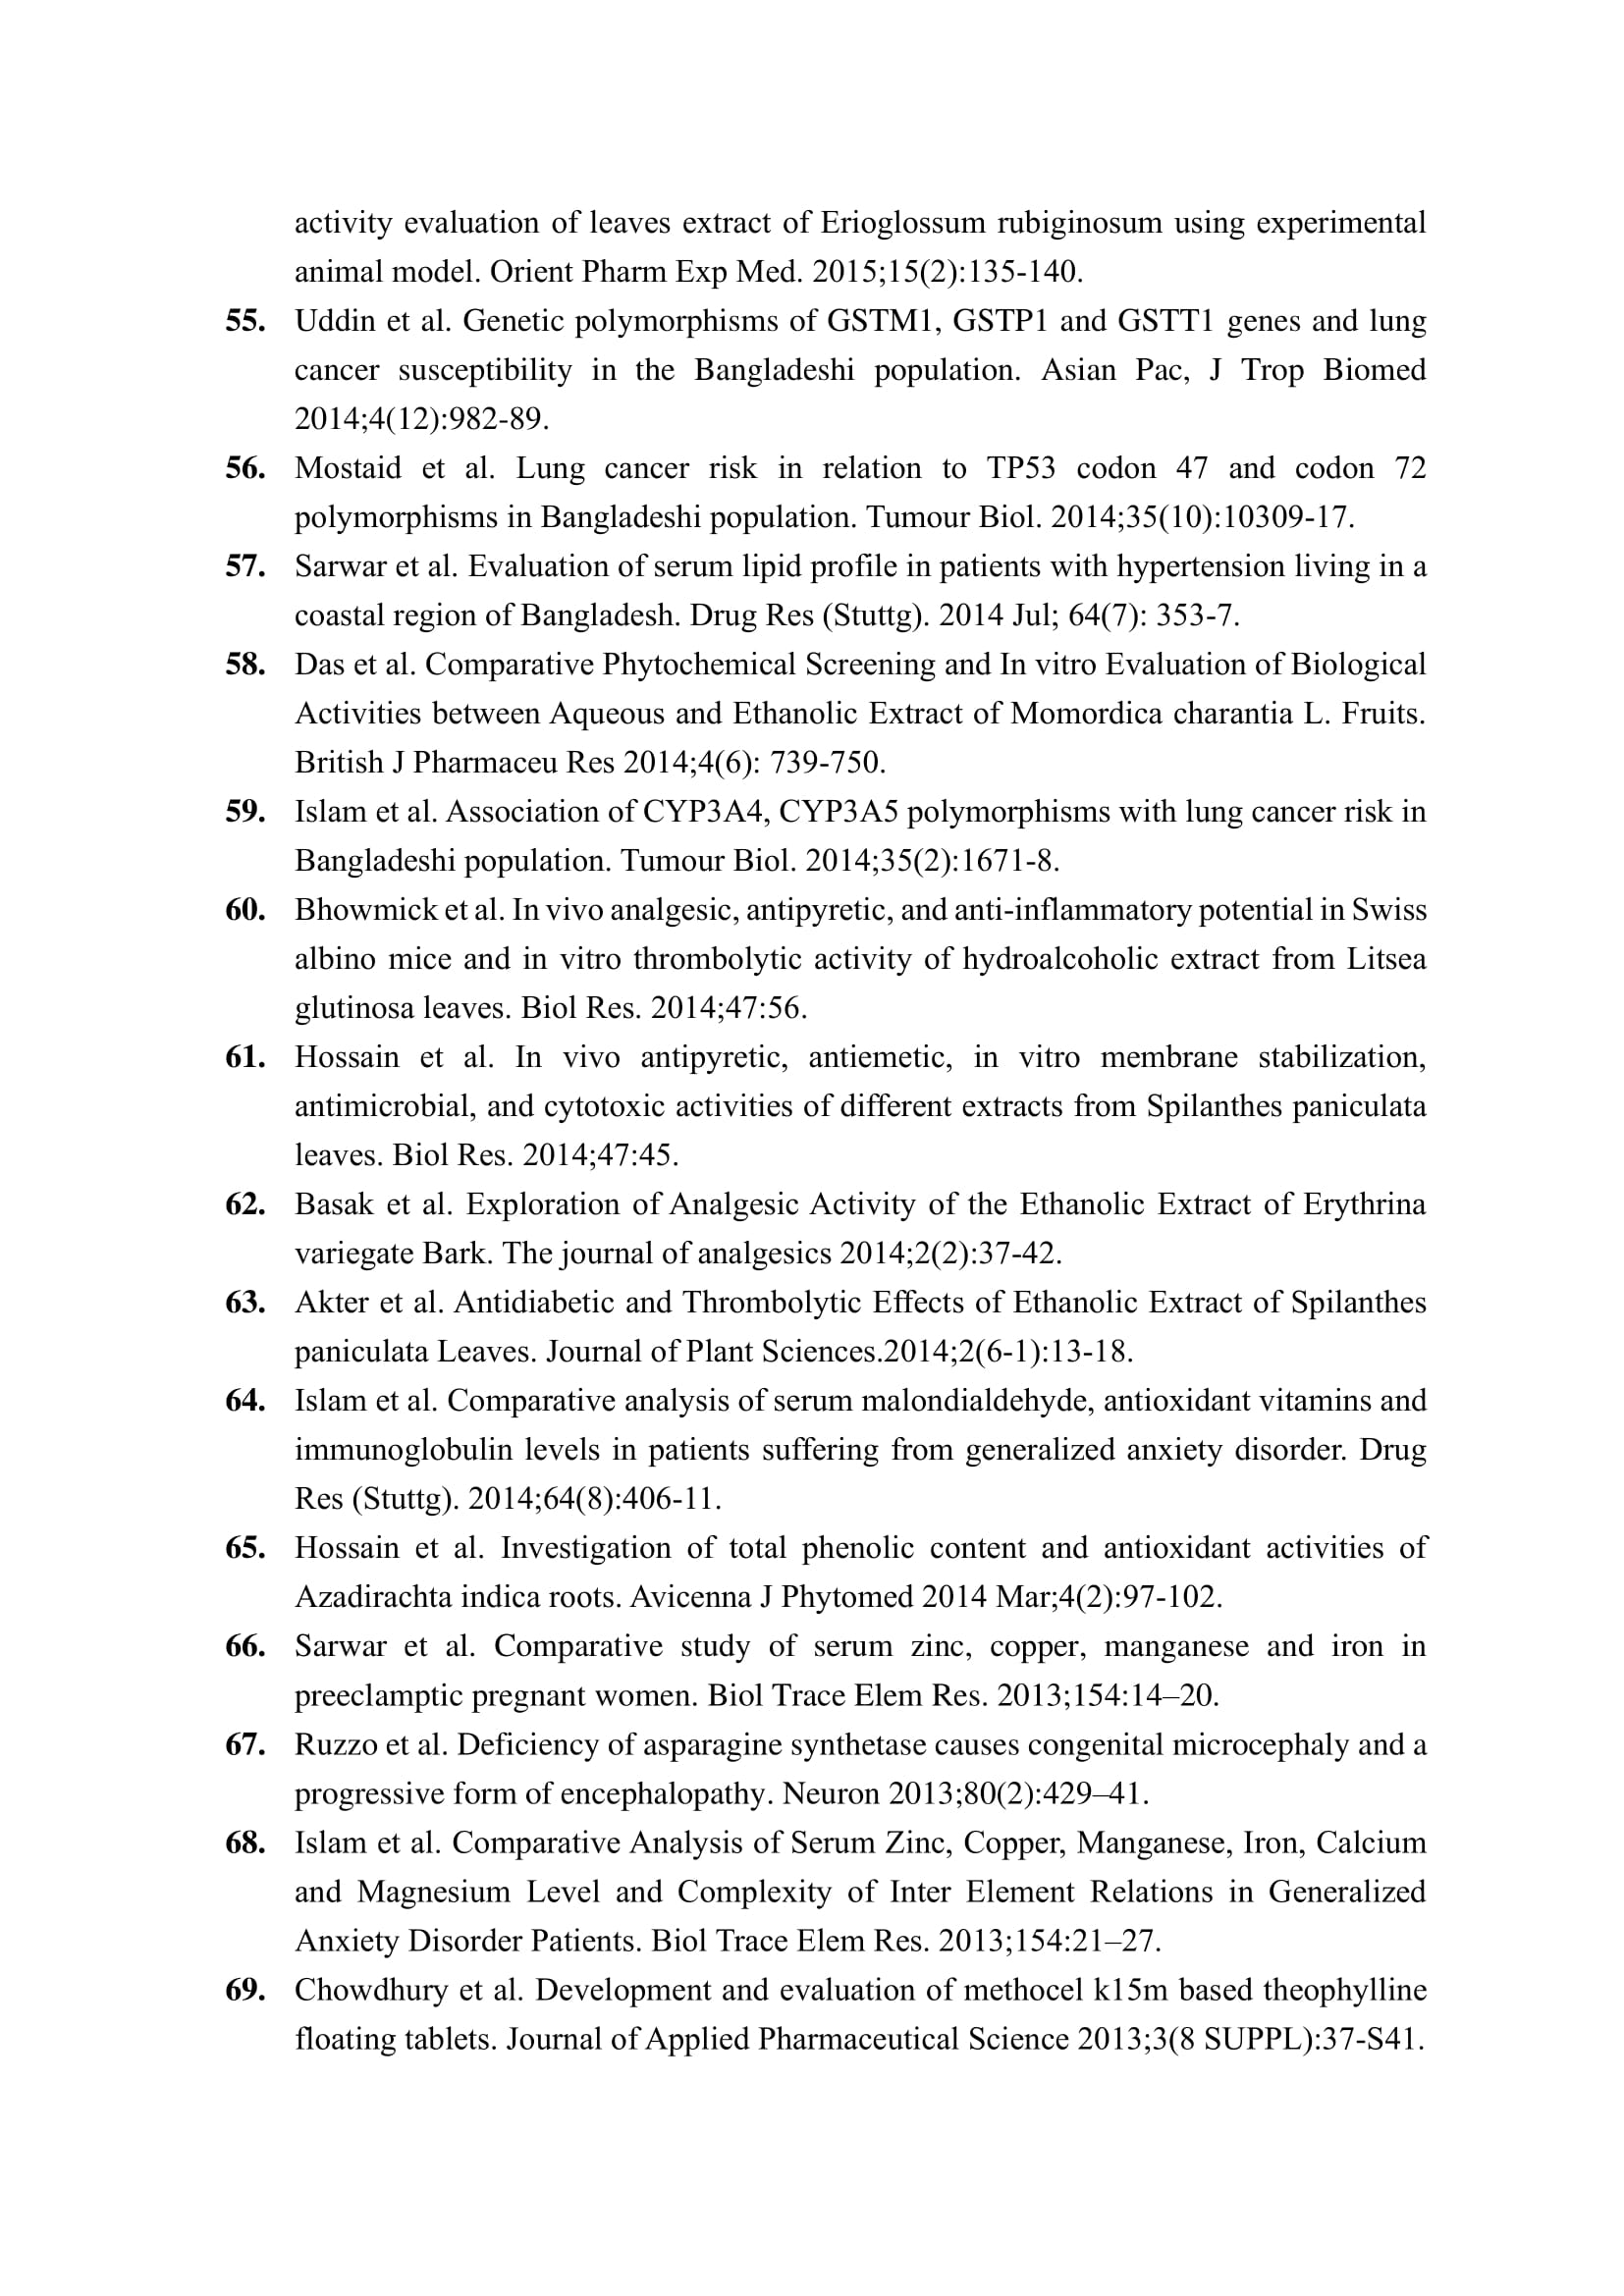 activity evaluation of leaves extract of Erioglossum rubiginosum using experimental
animal model. Orient Pharm Exp Med. 2015;15(2):135-140.
55. Uddin et al. Genetic polymorphisms of GSTM1, GSTP1 and GSTT1 genes and lung
cancer susceptibility in the Bangladeshi population. Asian Pac, J Trop Biomed
2014;4(12):982-89.
56. Mostaid et al. Lung cancer risk in relation to TP53 codon 47 and codon 72
polymorphisms in Bangladeshi population. Tumour Biol. 2014;35(10):10309-17.
57. Sarwar et al. Evaluation of serum lipid profile in patients with hypertension living in a
coastal region of Bangladesh. Drug Res (Stuttg). 2014 Jul; 64(7): 353-7.
58. Das et al. Comparative Phytochemical Screening and In vitro Evaluation of Biological
Activities between Aqueous and Ethanolic Extract of Momordica charantia L. Fruits.
British J Pharmaceu Res 2014;4(6): 739-750.
59. Islam et al. Association of CYP3A4, CYP3A5 polymorphisms with lung cancer risk in
Bangladeshi population. Tumour Biol. 2014;35(2):1671-8.
60. Bhowmick et al. In vivo analgesic, antipyretic, and anti-inflammatory potential in Swiss
albino mice and in vitro thrombolytic activity of hydroalcoholic extract from Litsea
glutinosa leaves. Biol Res. 2014;47:56.
61. Hossain et al. In vivo antipyretic, antiemetic, in vitro membrane stabilization,
antimicrobial, and cytotoxic activities of different extracts from Spilanthes paniculata
leaves. Biol Res. 2014;47:45.
62. Basak et al. Exploration of Analgesic Activity of the Ethanolic Extract of Erythrina
variegate Bark. The journal of analgesics 2014;2(2):37-42.
63. Akter et al. Antidiabetic and Thrombolytic Effects of Ethanolic Extract of Spilanthes
paniculata Leaves. Journal of Plant Sciences.2014;2(6-1):13-18.
64. Islam et al. Comparative analysis of serum malondialdehyde, antioxidant vitamins and
immunoglobulin levels in patients suffering from generalized anxiety disorder. Drug
Res (Stuttg). 2014;64(8):406-11.
65. Hossain et al. Investigation of total phenolic content and antioxidant activities of
Azadirachta indica roots. Avicenna J Phytomed 2014 Mar;4(2):97-102.
66. Sarwar et al. Comparative study of serum zinc, copper, manganese and iron in
preeclamptic pregnant women. Biol Trace Elem Res. 2013;154:14–20.
67. Ruzzo et al. Deficiency of asparagine synthetase causes congenital microcephaly and a
progressive form of encephalopathy. Neuron 2013;80(2):429–41.
68. Islam et al. Comparative Analysis of Serum Zinc, Copper, Manganese, Iron, Calcium
and Magnesium Level and Complexity of Inter Element Relations in Generalized
Anxiety Disorder Patients. Biol Trace Elem Res. 2013;154:21–27.
69. Chowdhury et al. Development and evaluation of methocel k15m based theophylline
floating tablets. Journal of Applied Pharmaceutical Science 2013;3(8 SUPPL):37-S41.